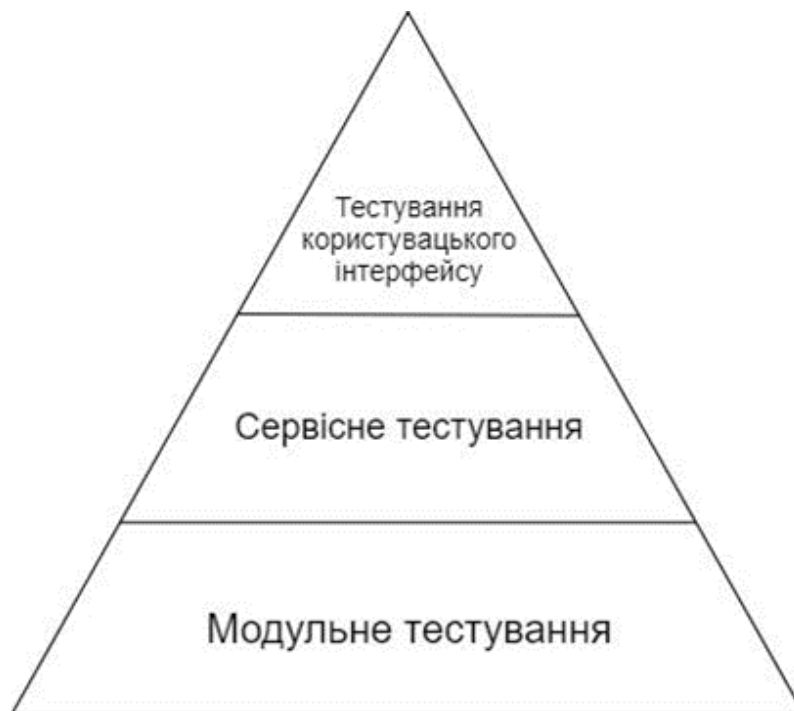 Тестування
користувацького
інтерфейсу
Сервісне тестування
Модульне тестування